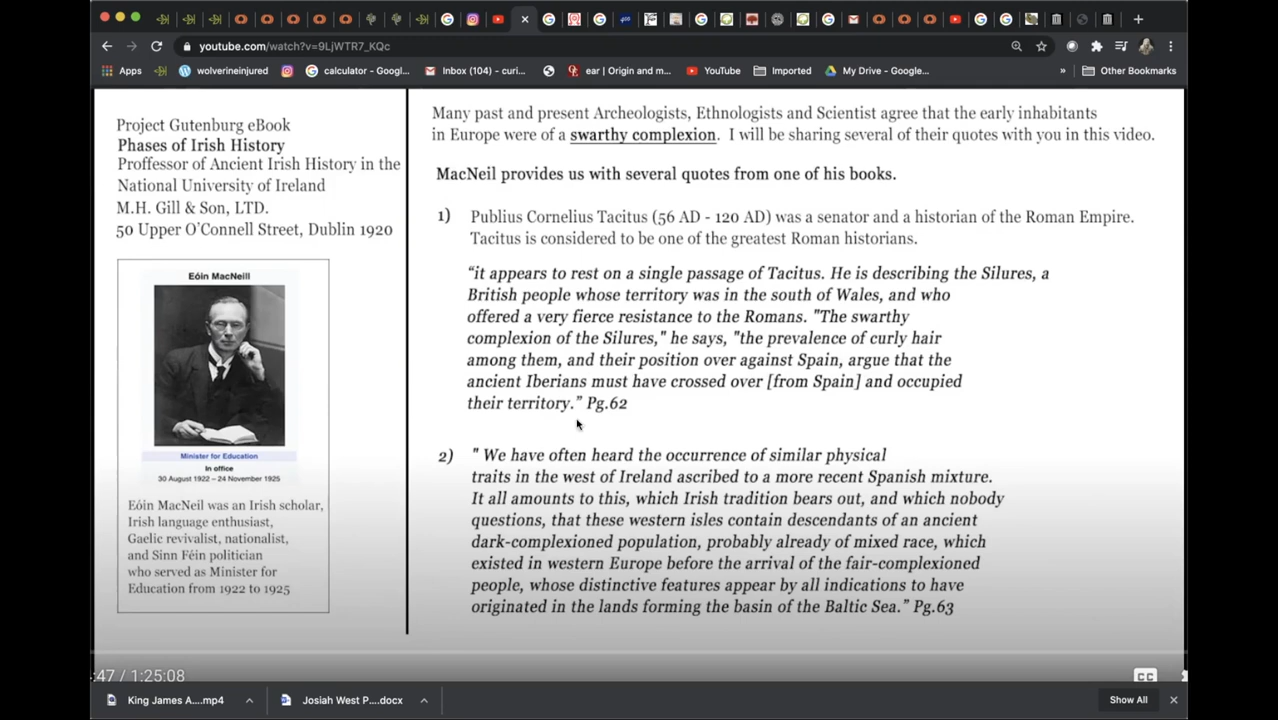 youtube.com/watch?v=9LjWTR7_KQc
Apps
wolverineinjured
calculator - Googl...
Inbox (104) - curi...
ear | Origin and m...
YouTube
Imported
My Drive - Google...
»
Other Bookmarks
Project Gutenburg eBook
Phases of Irish History
Proffessor of Ancient Irish History in the
National University of Ireland
M.H. Gill & Son, LTD.
50 Upper O'Connell Street, Dublin 1920
Eóin MacNeill
Minister for Education
In office
30 August 1922 – 24 November 1925
Eóin MacNeil was an Irish scholar,
Irish language enthusiast,
Gaelic revivalist, nationalist,
and Sinn Féin politician
who served as Minister for
Education from 1922 to 1925
Many past and present Archeologists, Ethnologists and Scientist agree that the early inhabitants
in Europe were of a swarthy complexion. I will be sharing several of their quotes with you in this video.
MacNeil provides us with several quotes from one of his books.
1) Publius Cornelius Tacitus (56 AD - 120 AD) was a senator and a historian of the Roman Empire.
Tacitus is considered to be one of the greatest Roman historians.
“it appears to rest on a single passage of Tacitus. He is describing the Silures, a
British people whose territory was in the south of Wales, and who
offered a very fierce resistance to the Romans. "The swarthy
complexion of the Silures," he says, "the prevalence of curly hair
among them, and their position over against Spain, argue that the
ancient Iberians must have crossed over [from Spain] and occupied
their territory.” Pg.62
2) " We have often heard the occurrence of similar physical
traits in the west of Ireland ascribed to a more recent Spanish mixture.
It all amounts to this, which Irish tradition bears out, and which nobody
questions, that these western isles contain descendants of an ancient
dark-complexioned population, probably already of mixed race, which
existed in western Europe before the arrival of the fair-complexioned
people, whose distinctive features appear by all indications to have
originated in the lands forming the basin of the Baltic Sea.” Pg.63
:47 / 1:25:08
CC
King James A....mp4
Josiah West P....docx
Show All